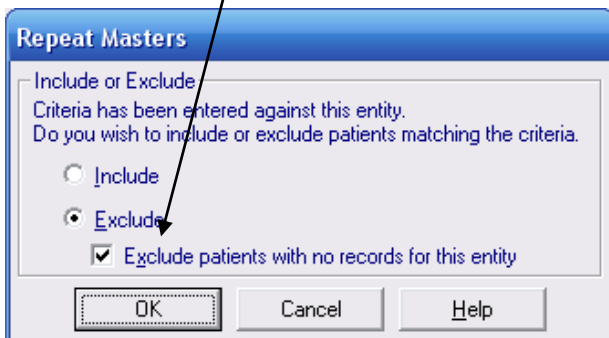 Repeat Masters
Include or Exclude
Criteria has been entered against this entity.
Do you wish to include or exclude patients matching the criteria.
Include
Exclude
Exclude patients with no records for this entity
OK Cancel Help